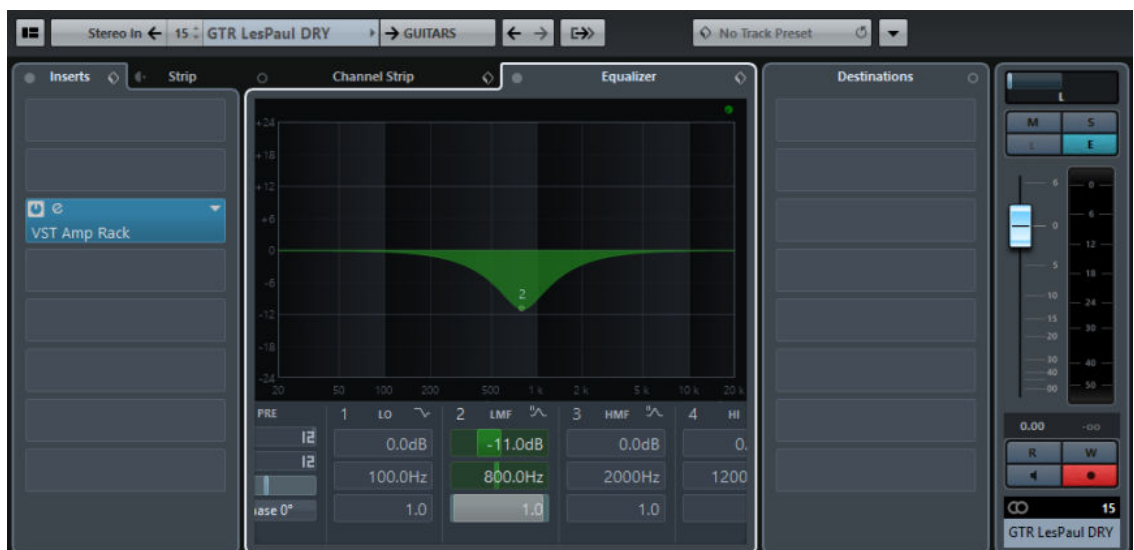 Stereo In 15 GTR LesPaul DRY GUITARS No Track Preset
Inserts Strip Channel Strip Equalizer Destinations
L
M S
L E
VST Amp Rack
+24
+18
+12
+6
0
-6
-12
-18
-24
2
20 50 100 200 500 1 k 2 k 5 k 10 k 20 k
PRE 1 LO 2 LMF 3 HMF 4 HI
12 0.0dB -11.0dB 0.0dB 0.
12 100.0Hz 800.0Hz 2000Hz 1200
hase 0° 1.0 1.0 1.0
6
0
5
10
15
20
30
40
00
0
6
12
18
24
30
40
50
0.00 -oo
R W
15
GTR LesPaul DRY